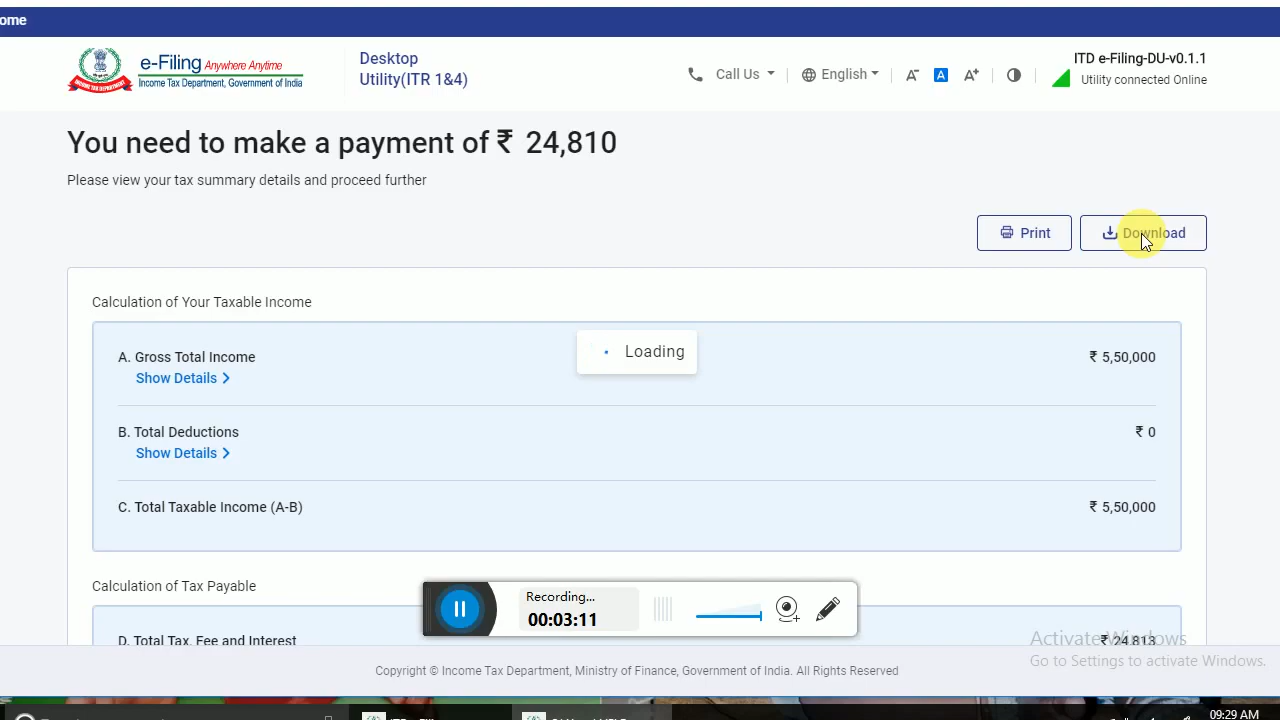 ome
e-Filing Anywhere Anytime
Income Tax Department, Government of India
Desktop
Utility(ITR 1&4)
Call Us
English
A-
A
A+
ITD e-Filing-DU-v0.1.1
Utility connected Online
You need to make a payment of ₹ 24,810
Please view your tax summary details and proceed further
Print
Download
Calculation of Your Taxable Income
Loading
A. Gross Total Income ₹ 5,50,000
Show Details
B. Total Deductions ₹ 0
Show Details
C. Total Taxable Income (A-B) ₹ 5,50,000
Calculation of Tax Payable
Recording...
00:03:11
D. Total Tax, Fee and Interest ₹ 24,813
Activate Windows
Go to Settings to activate Windows.
Copyright © Income Tax Department, Ministry of Finance, Government of India. All Rights Reserved
09:29 AM